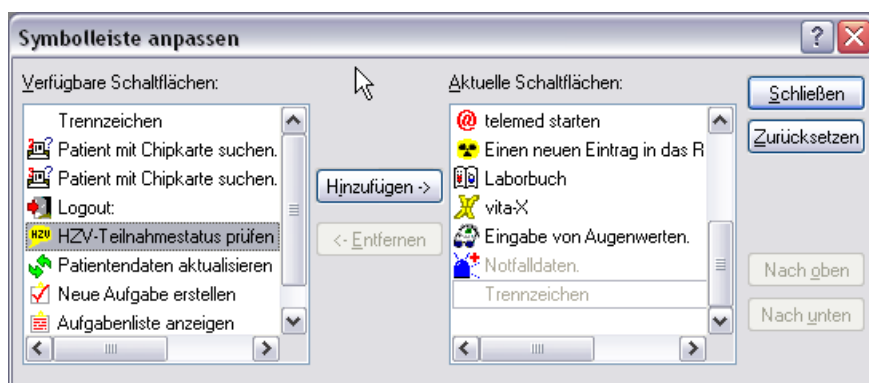 Symbolleiste anpassen
Verfügbare Schaltflächen:
Trennzeichen
Patient mit Chipkarte suchen.
Patient mit Chipkarte suchen.
Logout:
HZV HZV-Teilnahmestatus prüfen
Patientendaten aktualisieren
Neue Aufgabe erstellen
Aufgabenliste anzeigen
Hinzufügen ->
<- Entfernen
Aktuelle Schaltflächen:
@ telemed starten
Einen neuen Eintrag in das R
Laborbuch
vita-X
Eingabe von Augenwerten.
Notfalldaten.
Trennzeichen
Schließen
Zurücksetzen
Nach oben
Nach unten